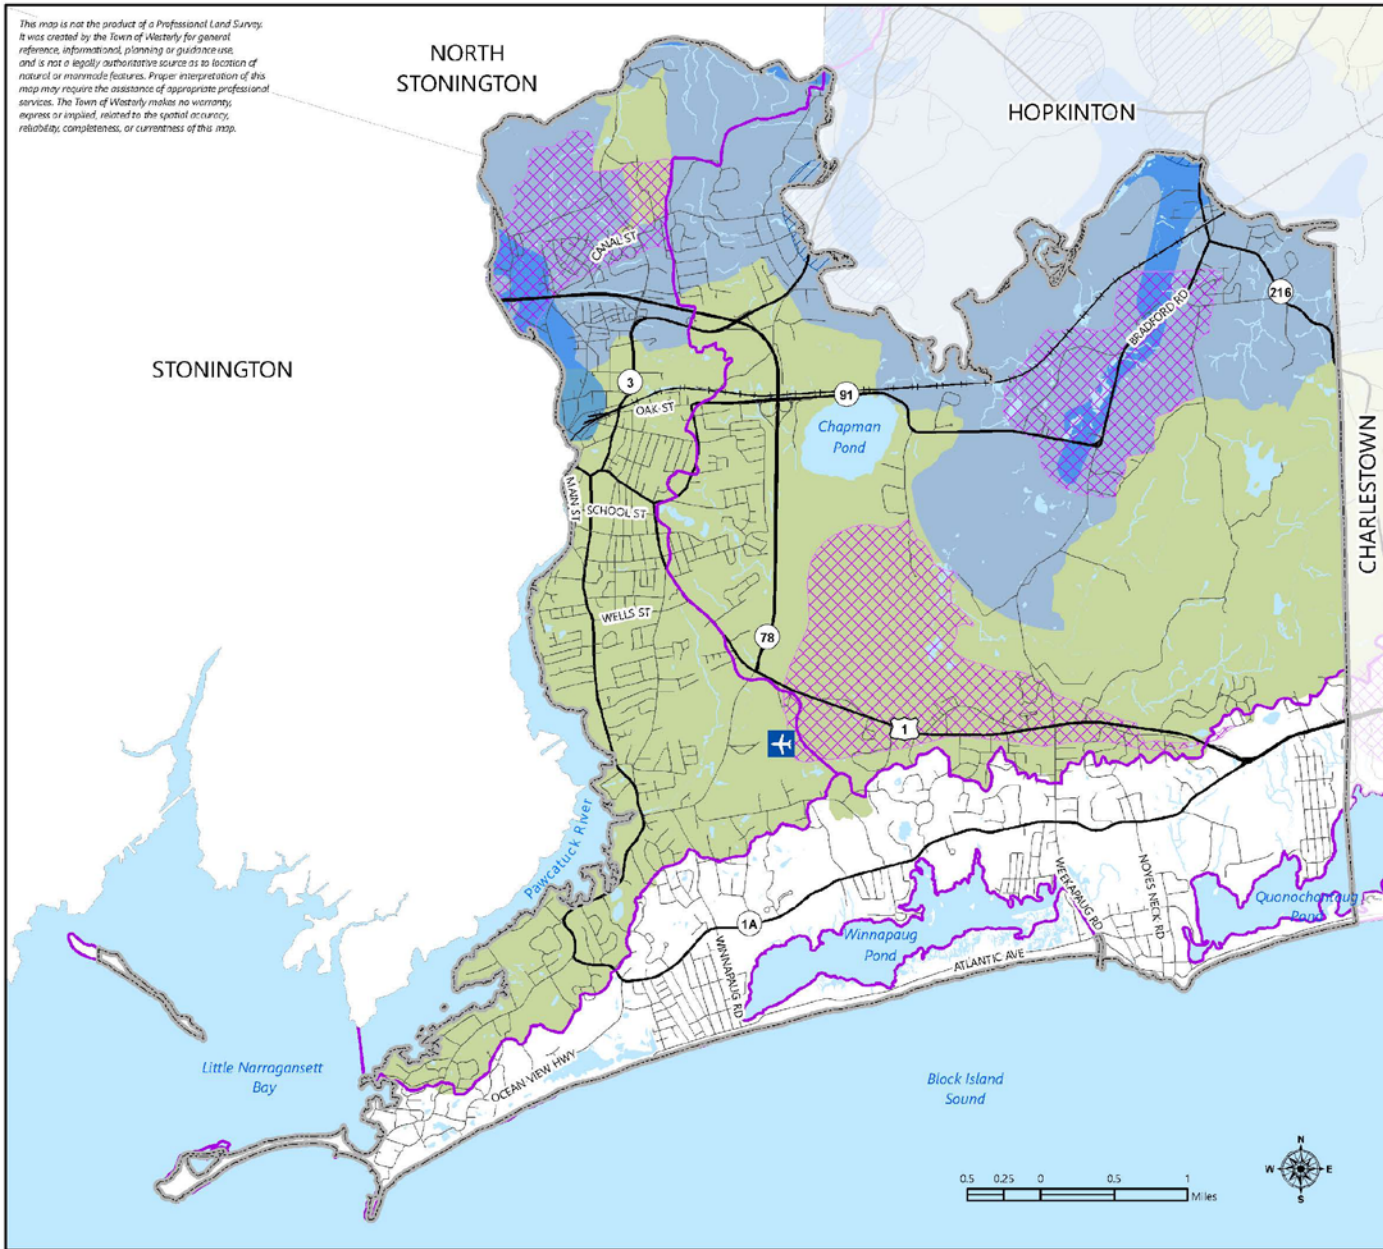 This map is not the product of a Professional Land Survey.
It was created by the Town of Westerly for general
reference, informational, planning or guidance use,
and is not a legally authoritative source as to location of
natural or manmade features. Proper interpretation of this
map may require the assistance of appropriate professional
services. The Town of Westerly makes no warranty,
express or implied, related to the spatial accuracy,
reliability, completeness, or currentness of this map.
NORTH
STONINGTON
HOPKINTON
CANAL ST
216
BRADFORD RD
STONINGTON
3
91
OAK ST
Chapman
Pond
CHARLESTOWN
MAIN ST
SCHOOL ST
WELLS ST
78
1
Pawcatuck River
WEEKAPAUG RD
NOYES NECK RD
Quonochontaug
Pond
1A
WINNAPAUG RD
Winnapaug
Pond
ATLANTIC AVE
Little Narragansett
Bay
OCEAN VIEW HWY
Block Island
Sound
N
W
E
S
0.5 0.25 0 0.5 1
Miles